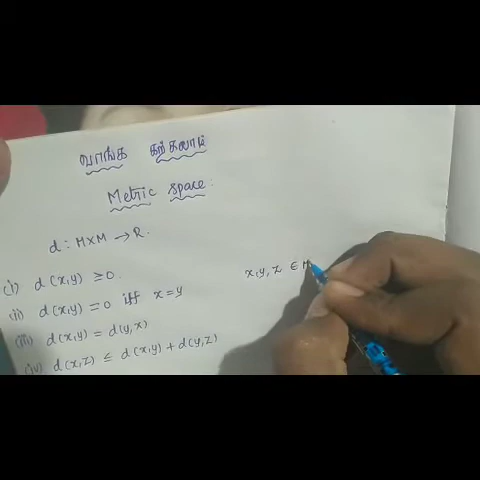 வாங்க கற்கலாம்
Metric space:
d : M×M → R.
(i) d(x,y) ≥ 0.
(ii) d(x,y) = 0 iff x = y
x, y, z ∈ M
(iii) d(x,y) = d(y,x)
(iv) d(x,z) ≤ d(x,y) + d(y,z)